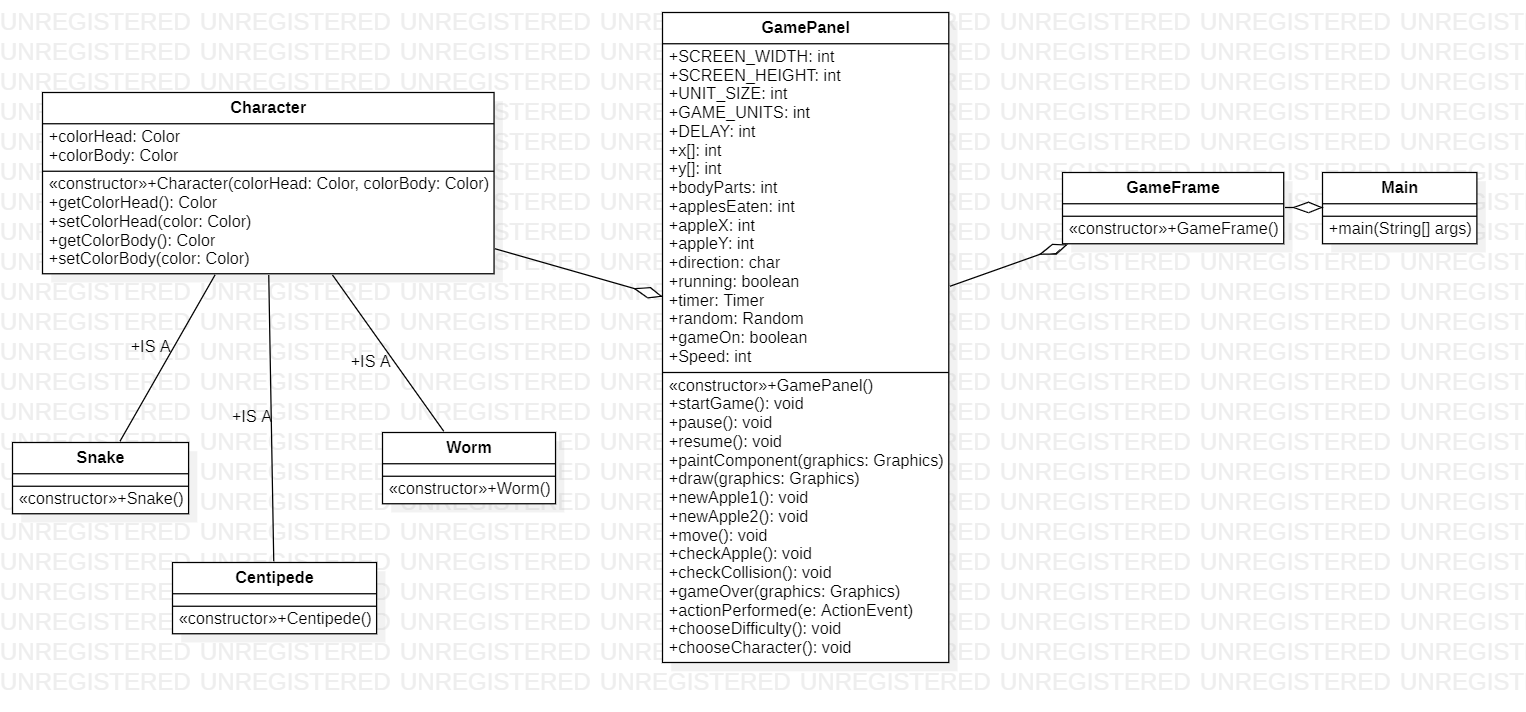 Character
+colorHead: Color
+colorBody: Color
«constructor»+Character(colorHead: Color, colorBody: Color)
+getColorHead(): Color
+setColorHead(color: Color)
+getColorBody(): Color
+setColorBody(color: Color)
+IS A
+IS A
+IS A
Snake
«constructor»+Snake()
Centipede
«constructor»+Centipede()
Worm
«constructor»+Worm()
GamePanel
+SCREEN_WIDTH: int
+SCREEN_HEIGHT: int
+UNIT_SIZE: int
+GAME_UNITS: int
+DELAY: int
+x[]: int
+y[]: int
+bodyParts: int
+applesEaten: int
+appleX: int
+appleY: int
+direction: char
+running: boolean
+timer: Timer
+random: Random
+gameOn: boolean
+Speed: int
«constructor»+GamePanel()
+startGame(): void
+pause(): void
+resume(): void
+paintComponent(graphics: Graphics)
+draw(graphics: Graphics)
+newApple1(): void
+newApple2(): void
+move(): void
+checkApple(): void
+checkCollision(): void
+gameOver(graphics: Graphics)
+actionPerformed(e: ActionEvent)
+chooseDifficulty(): void
+chooseCharacter(): void
GameFrame
«constructor»+GameFrame()
Main
+main(String[] args)
UNREGISTERED